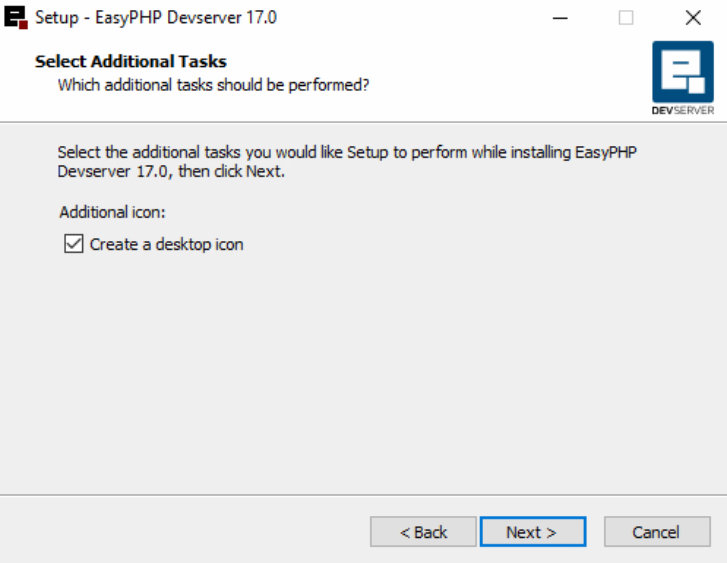 Setup - EasyPHP Devserver 17.0
Select Additional Tasks
Which additional tasks should be performed?
DEVSERVER
Select the additional tasks you would like Setup to perform while installing EasyPHP
Devserver 17.0, then click Next.
Additional icon:
Create a desktop icon
< Back Next > Cancel